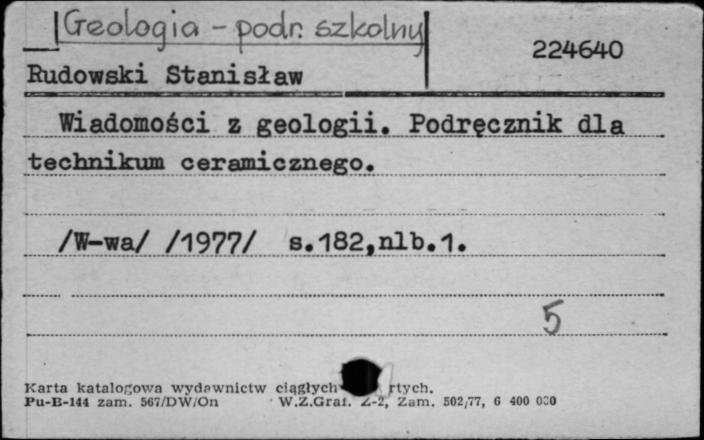 Geologia - podr. szkolny
224640
Rudowski Stanisław
Wiadomości z geologii. Podręcznik dla
technikum ceramicznego.
/W-wa/ /1977/ s.182,nlb.1.
5
Karta katalogowa wydawnictw ciągłych rtych.
Pu-B-144 zam. 567/DW/On W.Z.Graf. Z-2, Zam. 502/77, 6 400 000